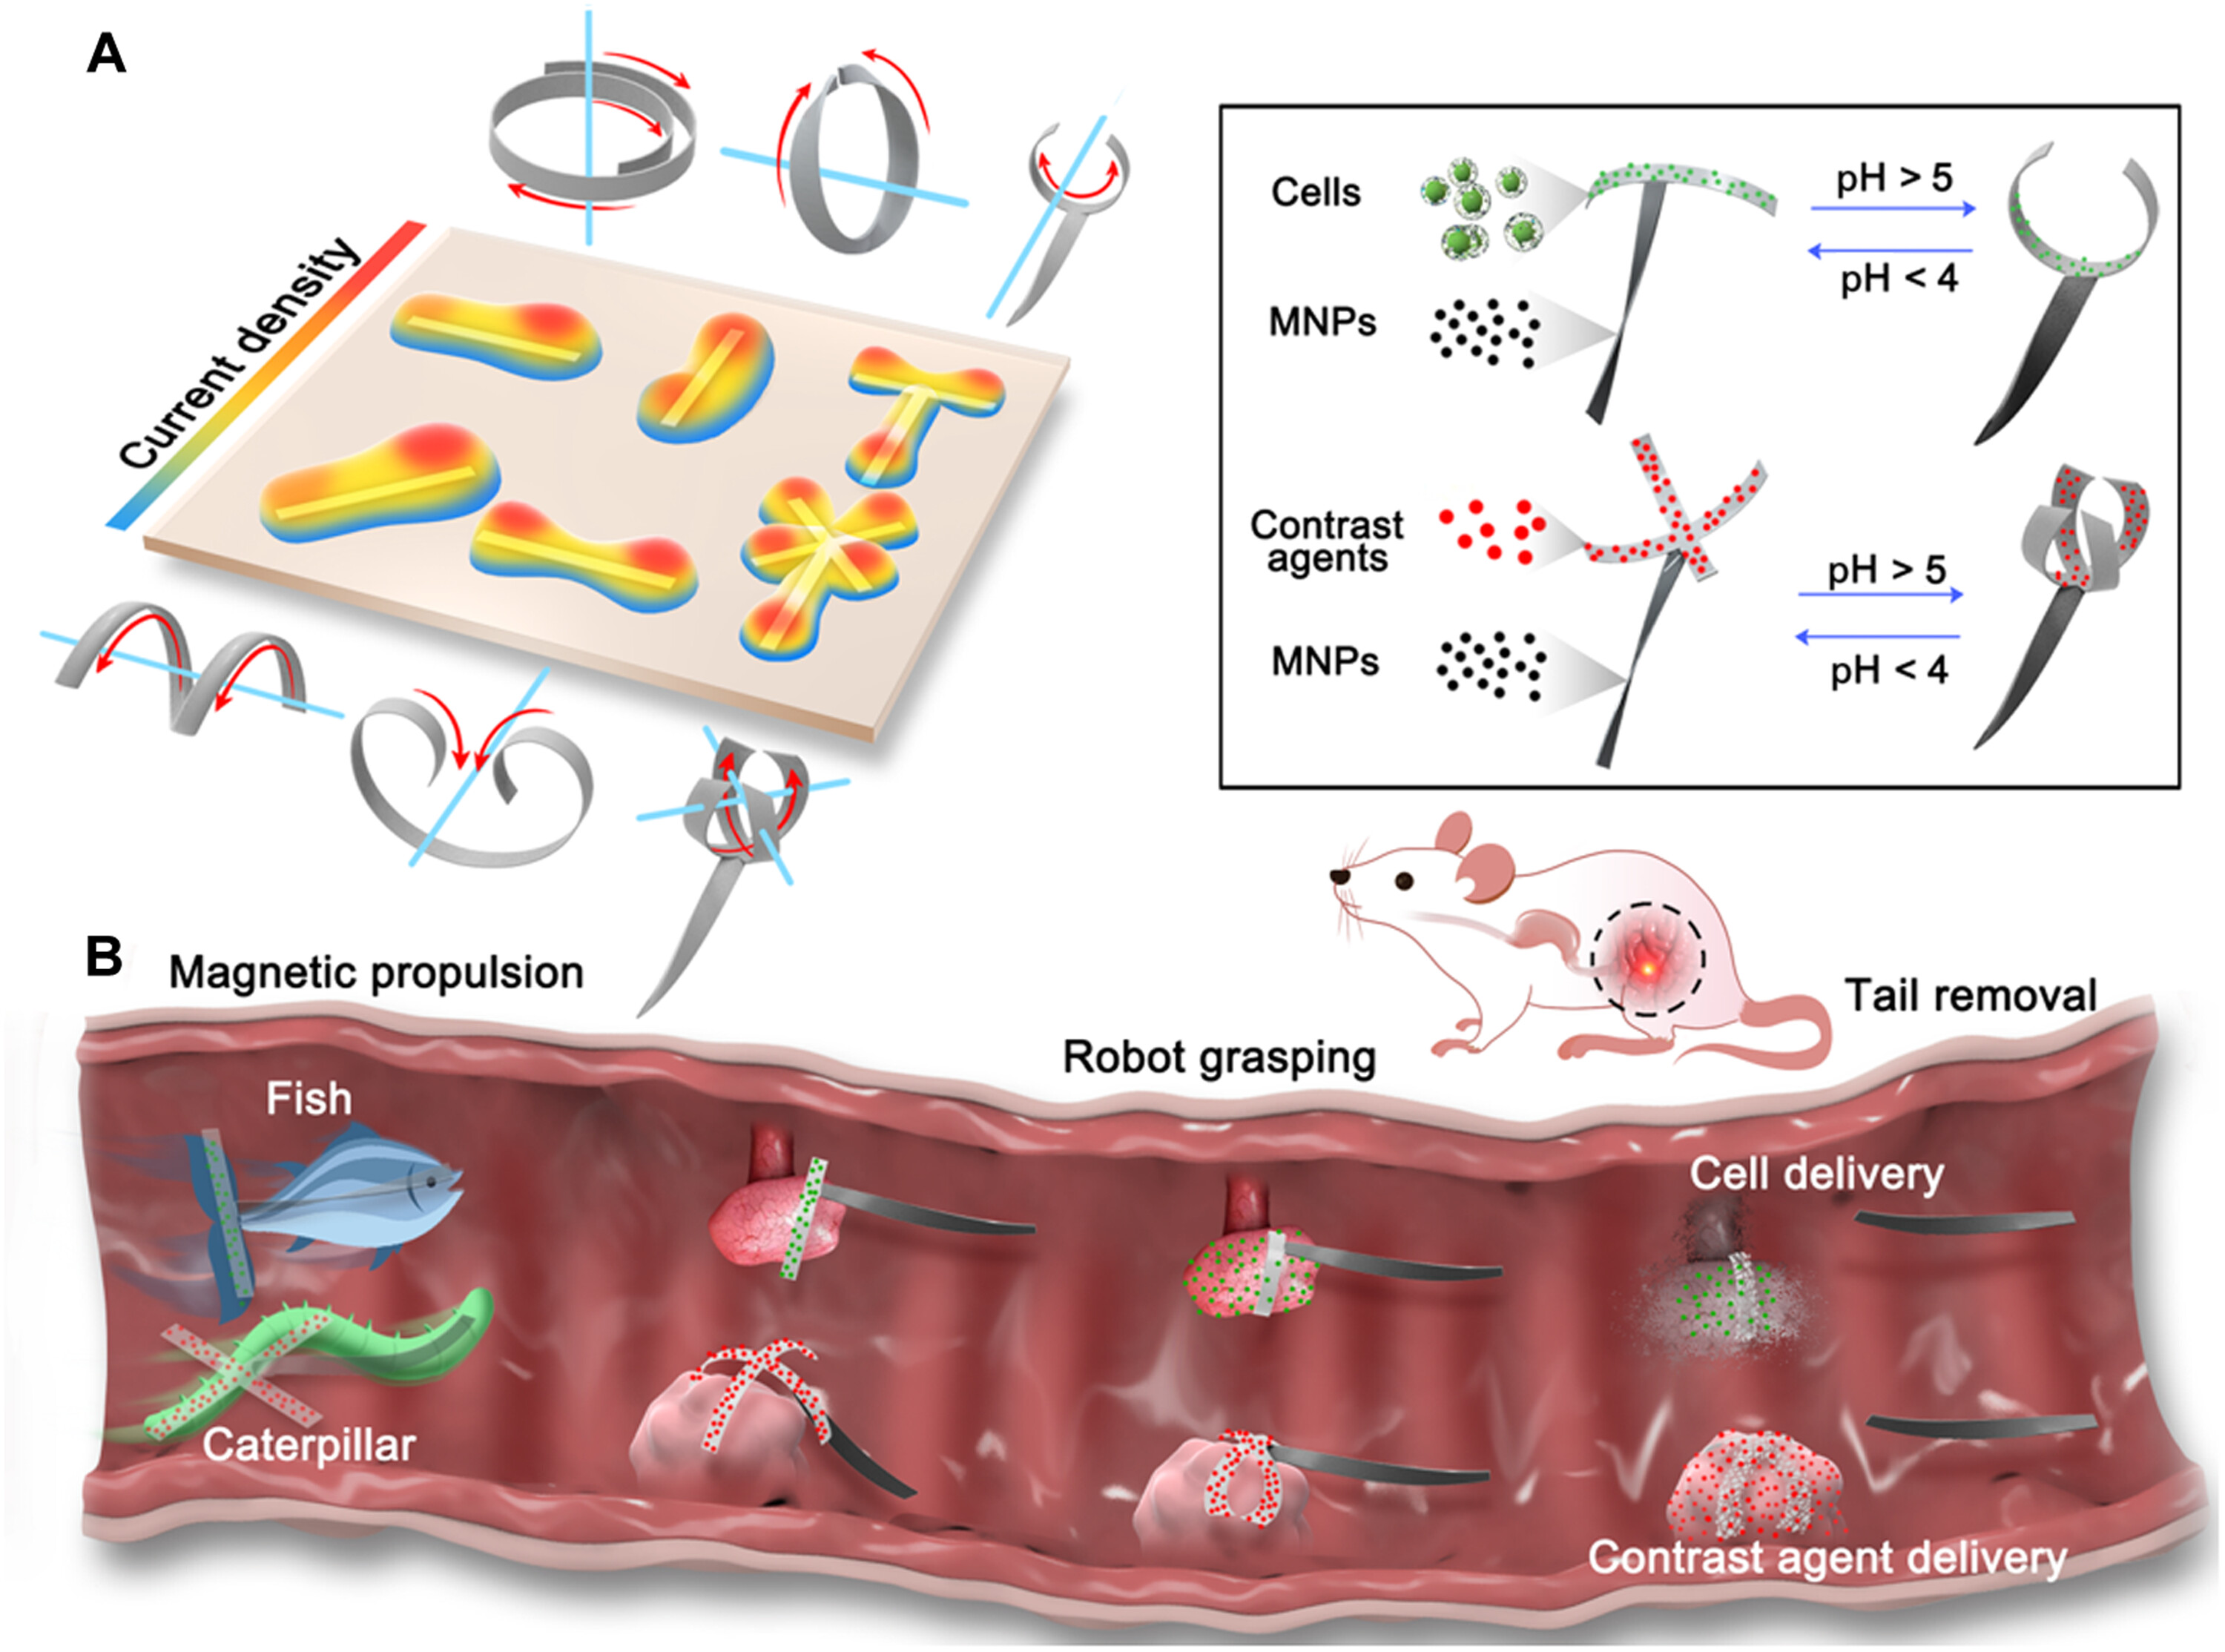 A
Current density
Cells
pH > 5
pH < 4
MNPs
Contrast
agents
pH > 5
pH < 4
MNPs
B
Magnetic propulsion
Tail removal
Robot grasping
Fish
Cell delivery
Caterpillar
Contrast agent delivery